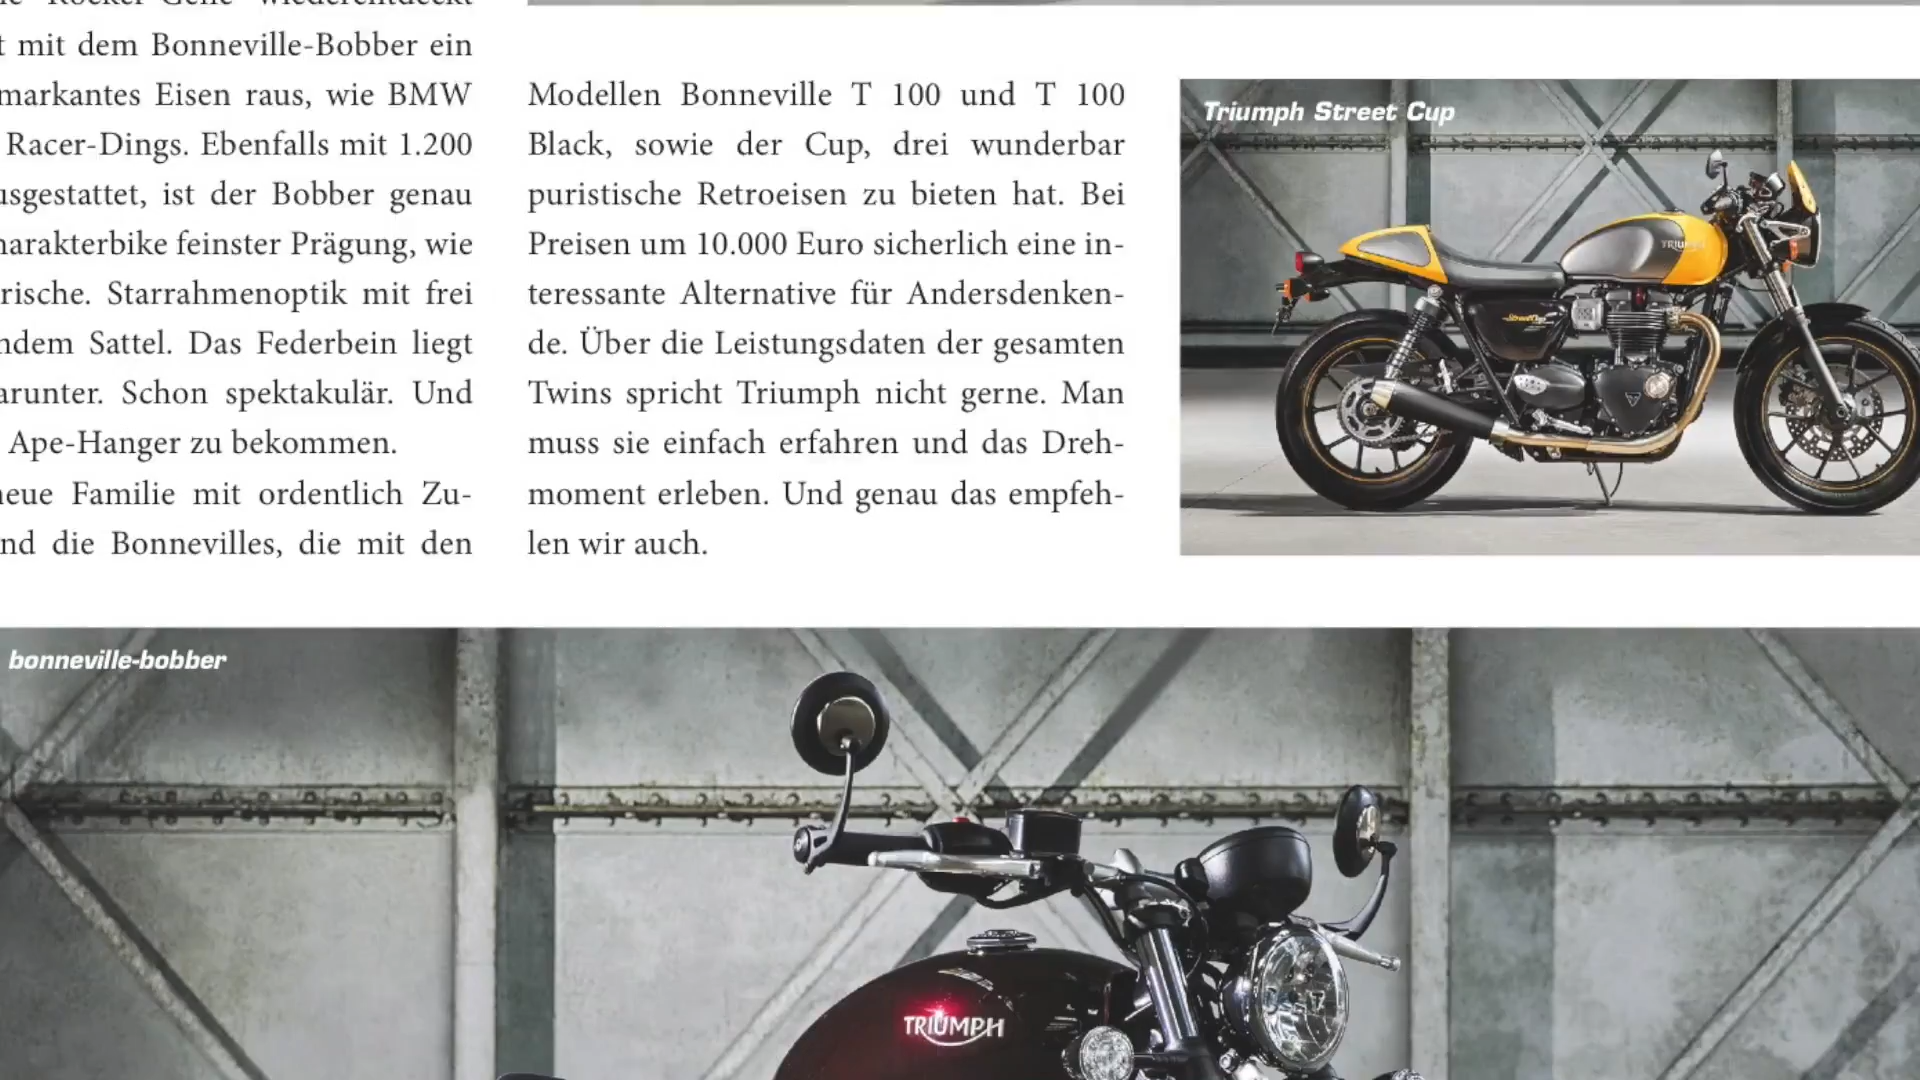 t mit dem Bonneville-Bobber ein
markantes Eisen raus, wie BMW
Racer-Dings. Ebenfalls mit 1.200
usgestattet, ist der Bobber genau
harakterbike feinster Prägung, wie
rische. Starrahmenoptik mit frei
ndem Sattel. Das Federbein liegt
arunter. Schon spektakulär. Und
Ape-Hanger zu bekommen.
neue Familie mit ordentlich Zu-
nd die Bonnevilles, die mit den
Modellen Bonneville T 100 und T 100
Black, sowie der Cup, drei wunderbar
puristische Retroeisen zu bieten hat. Bei
Preisen um 10.000 Euro sicherlich eine in-
teressante Alternative für Andersdenken-
de. Über die Leistungsdaten der gesamten
Twins spricht Triumph nicht gerne. Man
muss sie einfach erfahren und das Dreh-
moment erleben. Und genau das empfeh-
len wir auch.
Triumph Street Cup
TRIUMPH
StreetCup
bonneville-bobber
TRIUMPH